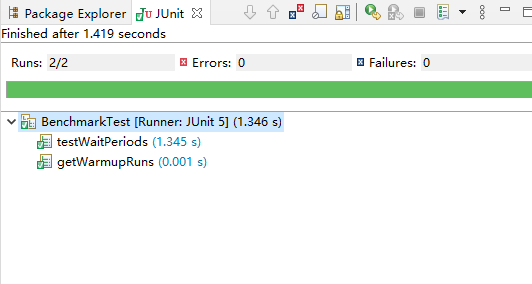 Package Explorer JUnit
Finished after 1.419 seconds
Runs: 2/2 Errors: 0 Failures: 0
BenchmarkTest [Runner: JUnit 5] (1.346 s)
testWaitPeriods (1.345 s)
getWarmupRuns (0.001 s)